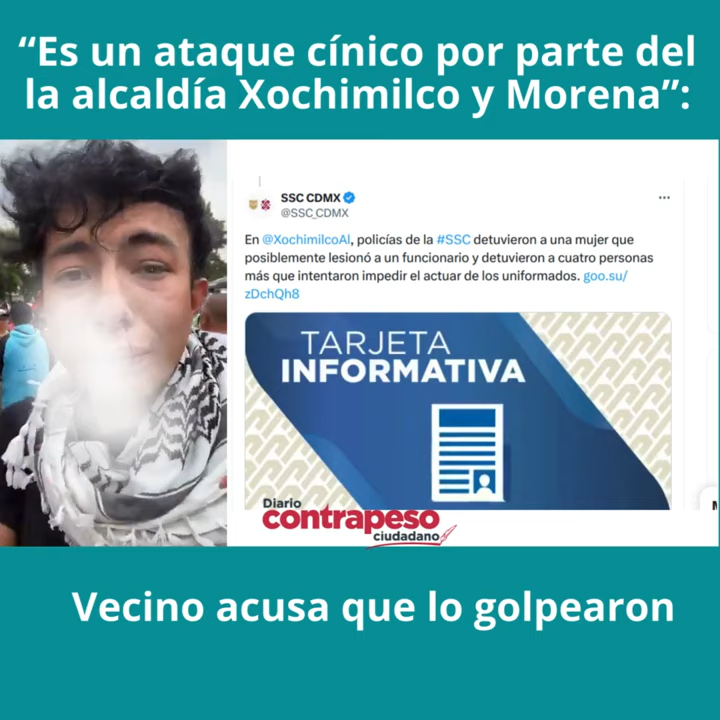 “Es un ataque cínico por parte del
la alcaldía Xochimilco y Morena”:
SSC CDMX
@SSC_CDMX
En @XochimilcoAl, policías de la #SSC detuvieron a una mujer que
posiblemente lesionó a un funcionario y detuvieron a cuatro personas
más que intentaron impedir el actuar de los uniformados. goo.su/
zDchQh8
TARJETA
INFORMATIVA
Diario
contrapeso
ciudadano
Vecino acusa que lo golpearon